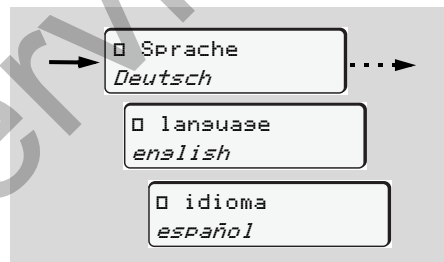 □ Sprache
Deutsch
□ language
english
□ idioma
español